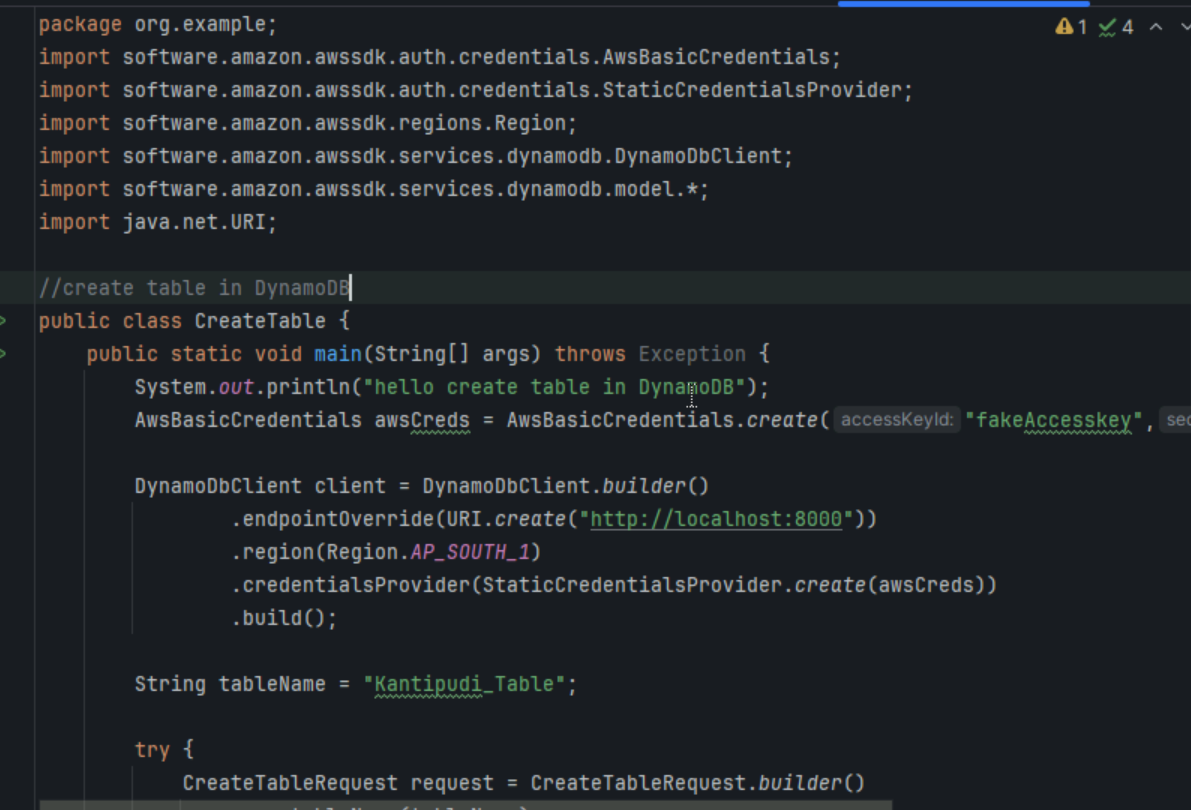 package org.example;
1 4
import software.amazon.awssdk.auth.credentials.AwsBasicCredentials;
import software.amazon.awssdk.auth.credentials.StaticCredentialsProvider;
import software.amazon.awssdk.regions.Region;
import software.amazon.awssdk.services.dynamodb.DynamoDbClient;
import software.amazon.awssdk.services.dynamodb.model.*;
import java.net.URI;
//create table in DynamoDB
public class CreateTable {
public static void main(String[] args) throws Exception {
System.out.println("hello create table in DynamoDB");
AwsBasicCredentials awsCreds = AwsBasicCredentials.create( accessKeyId: "fakeAccesskey", sec
DynamoDbClient client = DynamoDbClient.builder()
.endpointOverride(URI.create("http://localhost:8000"))
.region(Region.AP_SOUTH_1)
.credentialsProvider(StaticCredentialsProvider.create(awsCreds))
.build();
String tableName = "Kantipudi_Table";
try {
CreateTableRequest request = CreateTableRequest.builder()